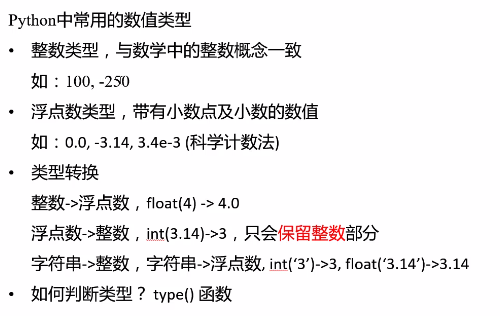 Python中常用的数值类型
• 整数类型，与数学中的整数概念一致
如：100, -250
• 浮点数类型，带有小数点及小数的数值
如：0.0, -3.14, 3.4e-3 (科学计数法)
• 类型转换
整数->浮点数，float(4) -> 4.0
浮点数->整数，int(3.14)->3，只会保留整数部分
字符串->整数，字符串->浮点数, int(‘3’)->3, float(‘3.14’)->3.14
• 如何判断类型？ type() 函数